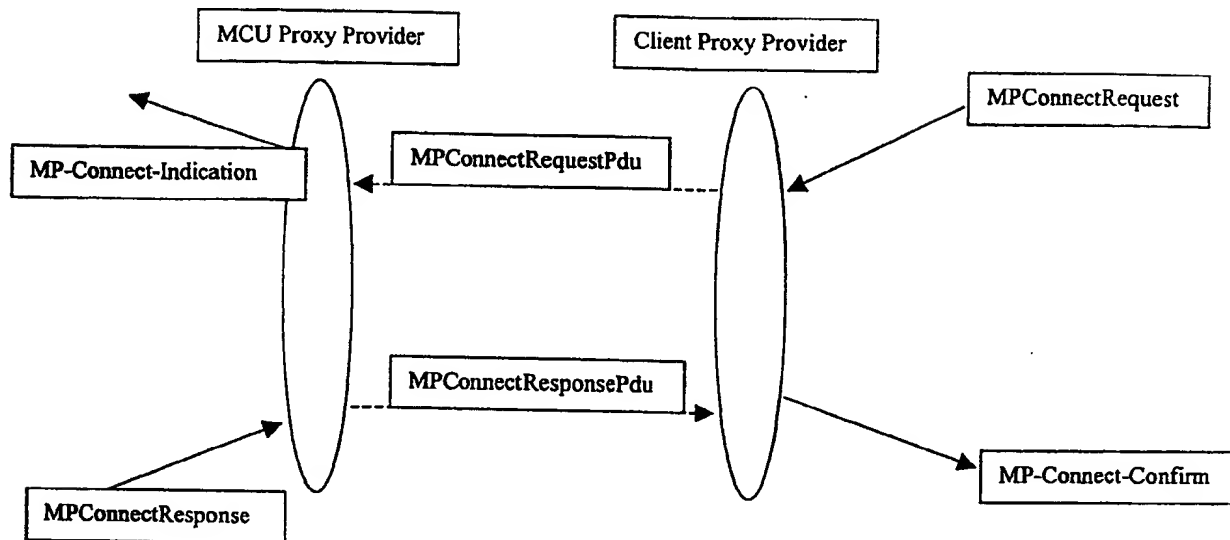 MCU Proxy Provider
Client Proxy Provider
MPConnectRequest
MPConnectRequestPdu
MP-Connect-Indication
MPConnectResponsePdu
MP-Connect-Confirm
MPConnectResponse